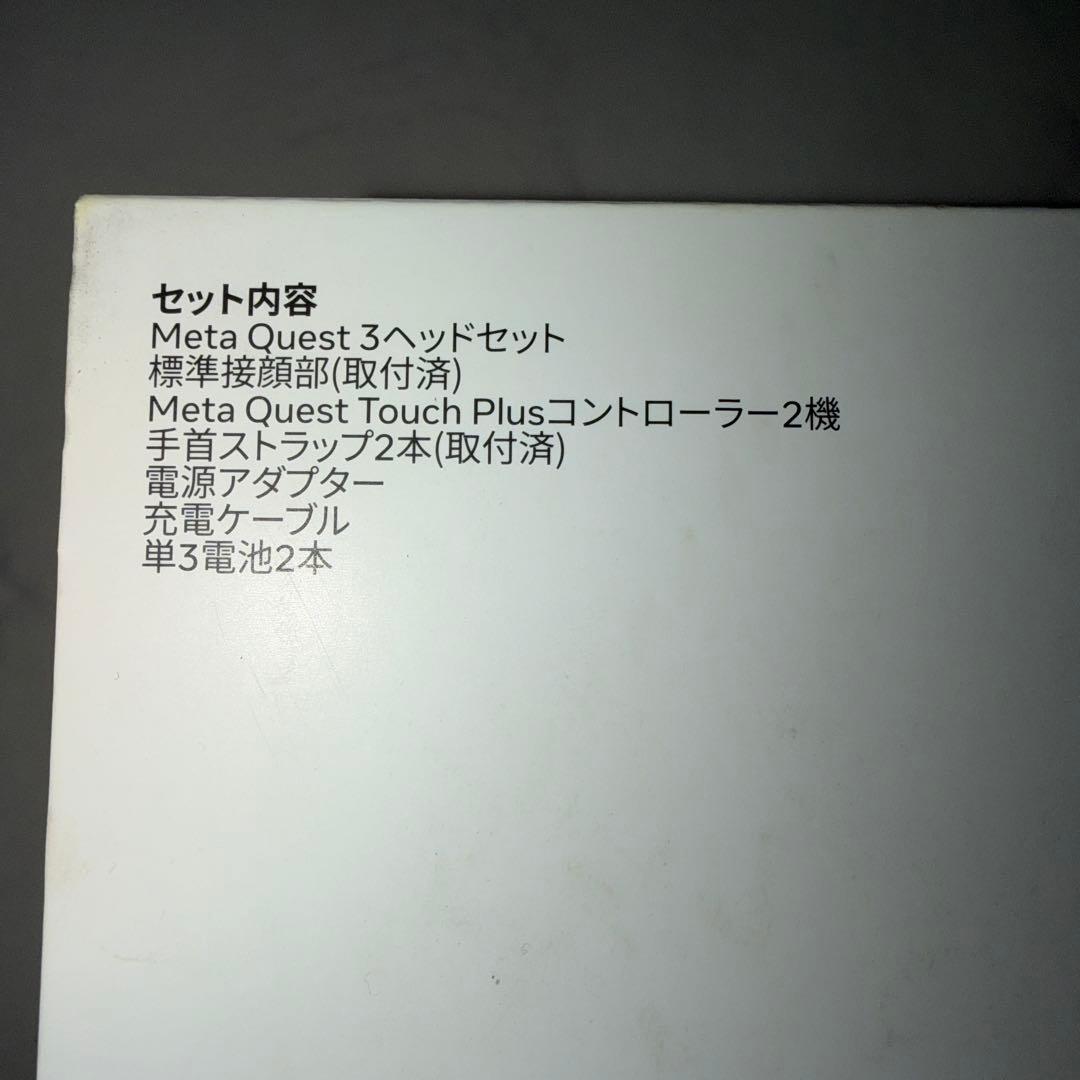 セット内容
Meta Quest 3ヘッドセット
標準接顔部(取付済)
Meta Quest Touch Plusコントローラー2機
手首ストラップ2本(取付済)
電源アダプター
充電ケーブル
単3電池2本